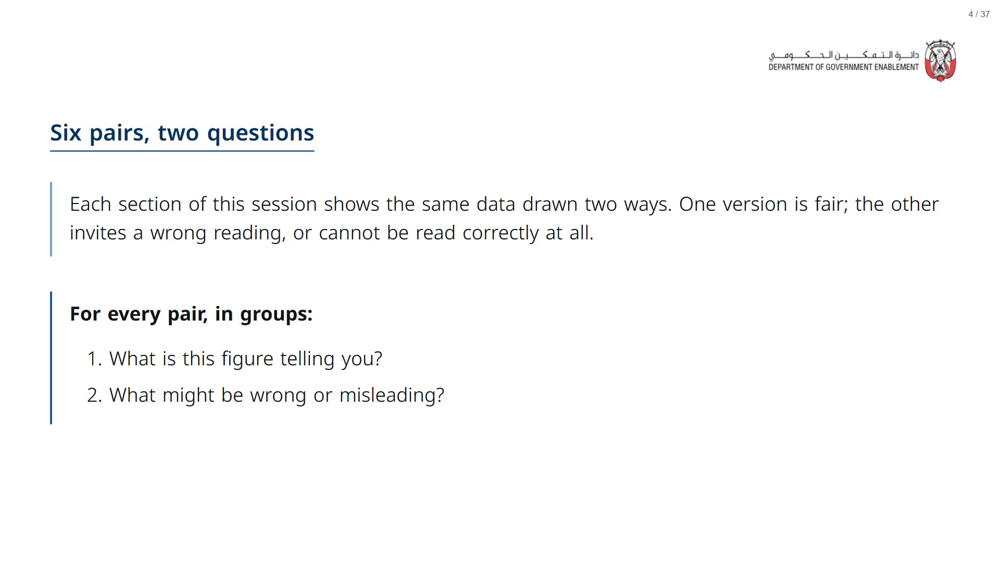 4 / 37
دائرة التمكين الحكومي
DEPARTMENT OF GOVERNMENT ENABLEMENT
Six pairs, two questions
Each section of this session shows the same data drawn two ways. One version is fair; the other
invites a wrong reading, or cannot be read correctly at all.
For every pair, in groups:
1. What is this figure telling you?
2. What might be wrong or misleading?